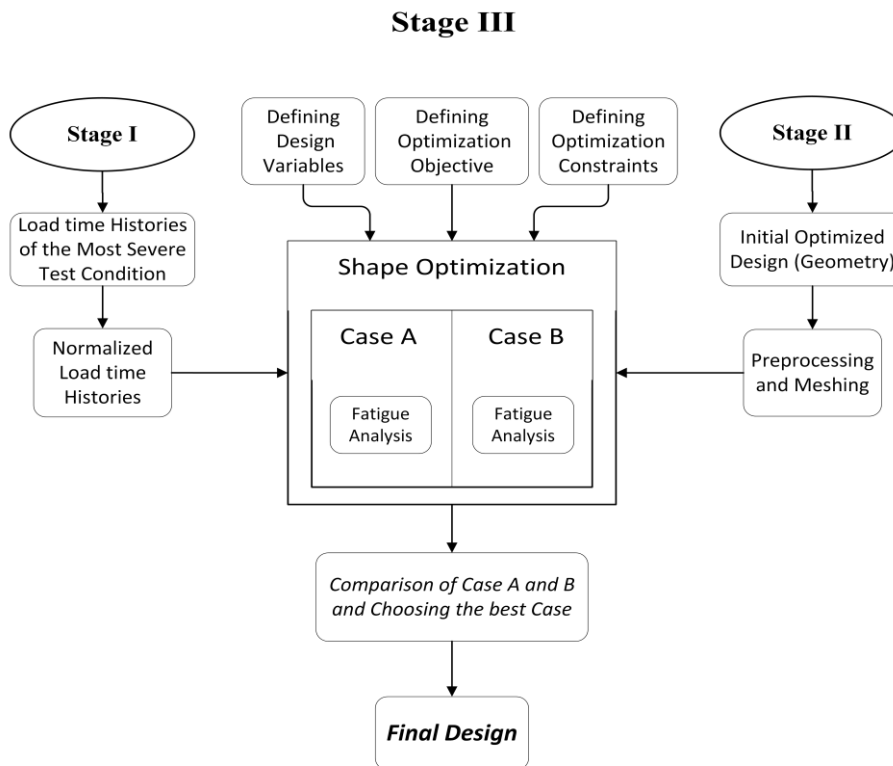 Stage III
Stage I
Defining
Design
Variables
Defining
Optimization
Objective
Defining
Optimization
Constraints
Stage II
Load time Histories
of the Most Severe
Test Condition
Initial Optimized
Design (Geometry)
Shape Optimization
Normalized
Load time
Histories
Case A
Case B
Fatigue
Analysis
Fatigue
Analysis
Preprocessing
and Meshing
Comparison of Case A and B
and Choosing the best Case
Final Design